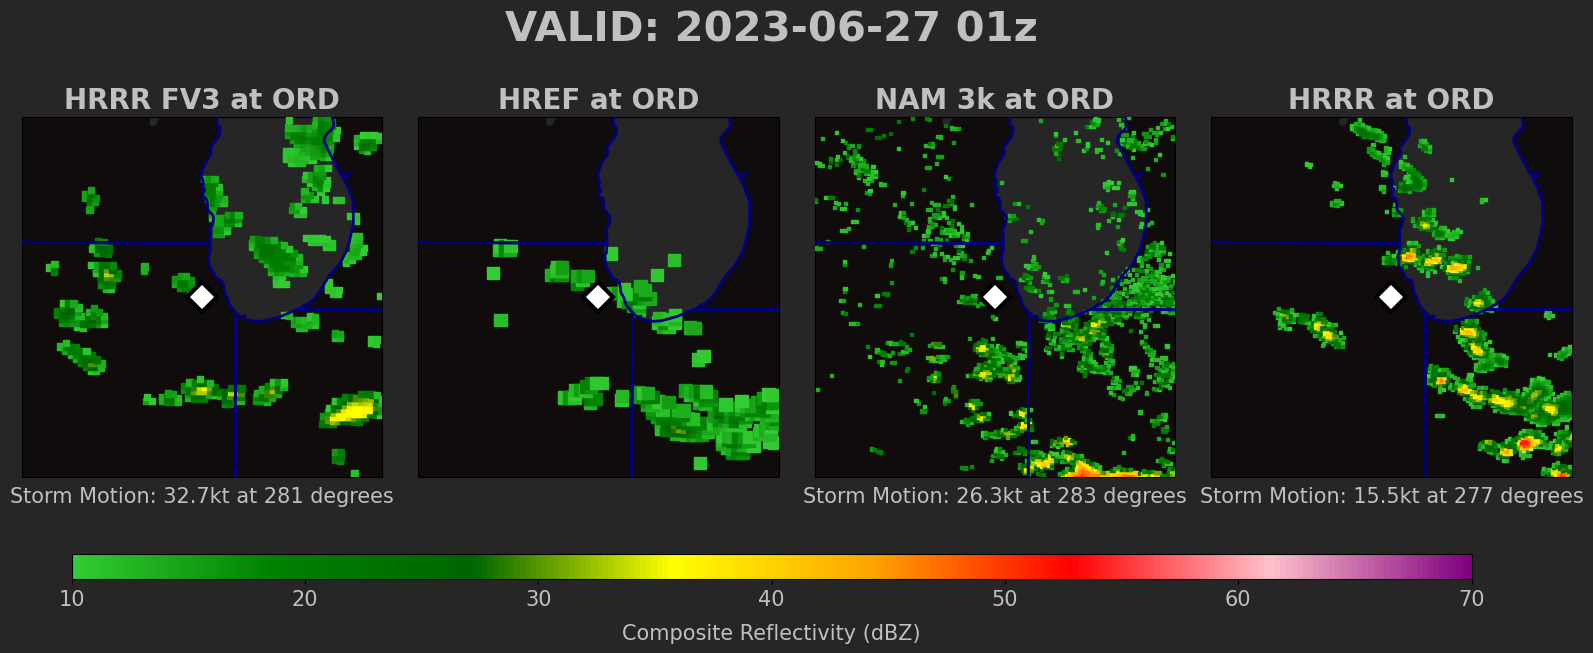 VALID: 2023-06-27 01z
HRRR FV3 at ORD
HREF at ORD
NAM 3k at ORD
HRRR at ORD
Storm Motion: 32.7kt at 281 degrees
Storm Motion: 26.3kt at 283 degrees
Storm Motion: 15.5kt at 277 degrees
10 20 30 40 50 60 70
Composite Reflectivity (dBZ)